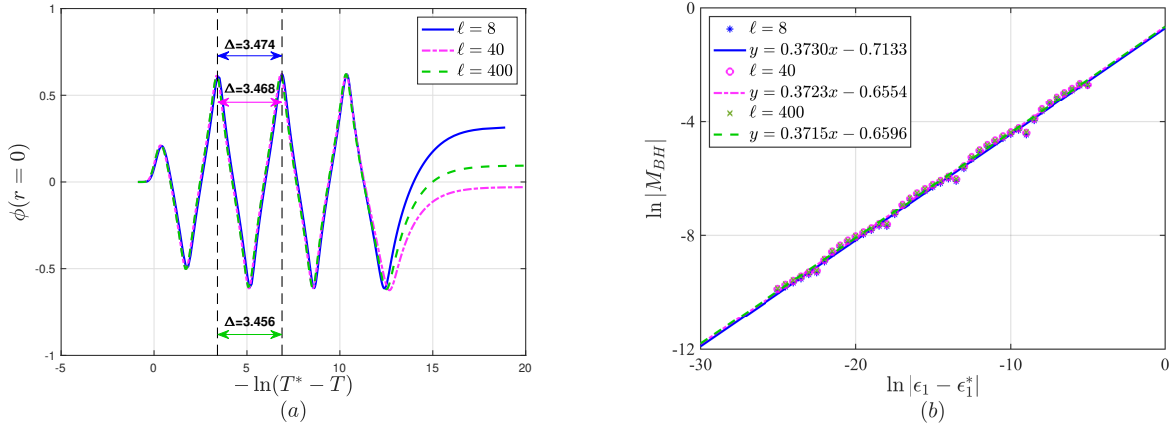 1
0.5
0
-0.5
-1
ϕ(r = 0)
Δ=3.474
Δ=3.468
Δ=3.456
ℓ = 8
ℓ = 40
ℓ = 400
-5
0
5
10
15
20
− ln(T* − T)
(a)
0
-4
-8
-12
ln |M_BH|
ℓ = 8
y = 0.3730x − 0.7133
ℓ = 40
y = 0.3723x − 0.6554
ℓ = 400
y = 0.3715x − 0.6596
-30
-20
-10
0
ln |ϵ₁ − ϵ₁*|
(b)